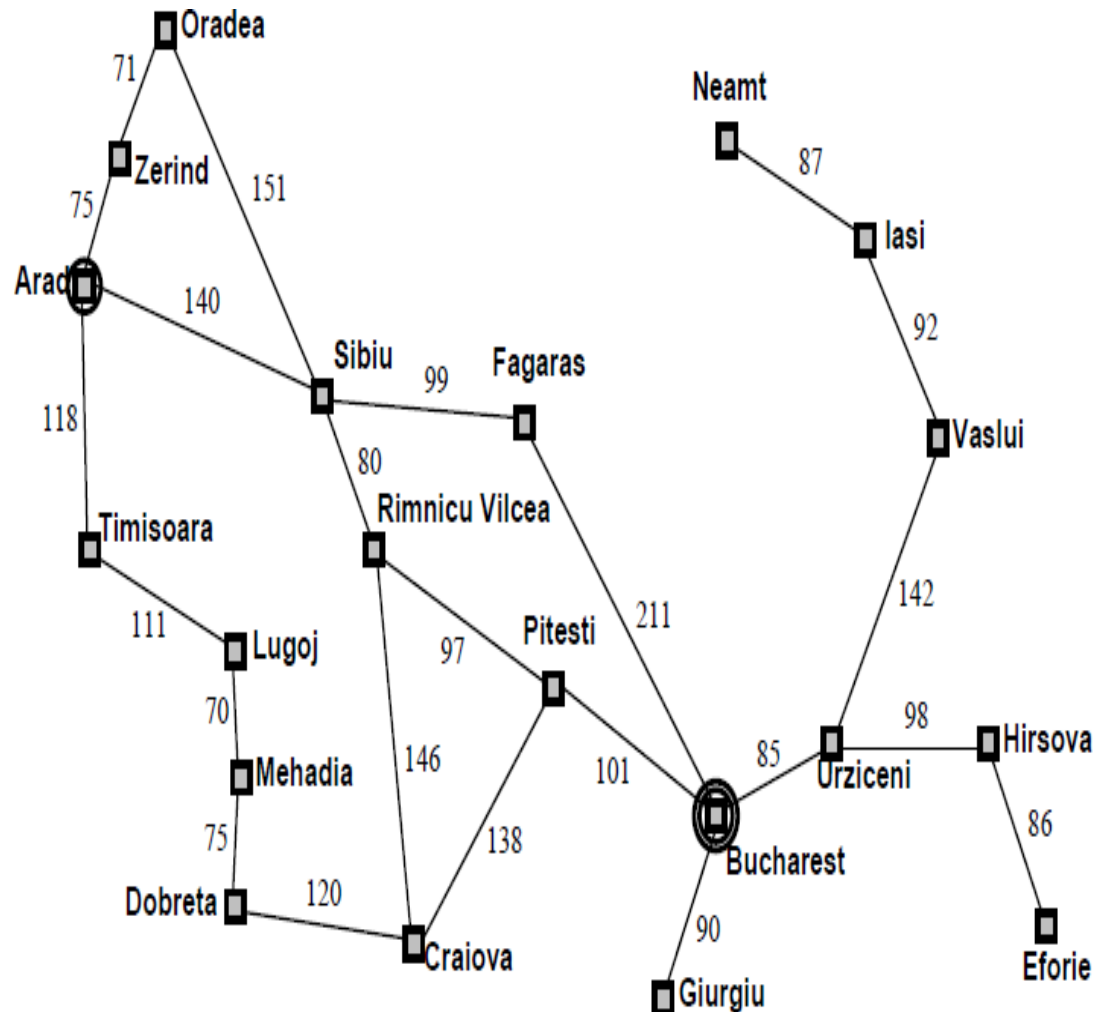 Oradea
71
Neamt
87
Zerind
151
75
Iasi
Arad
140
92
Sibiu
Fagaras
99
118
Vaslui
80
Rimnicu Vilcea
Timisoara
142
211
111
Pitesti
Lugoj
97
70
98
Hirsova
146
85
Mehadia
101
Urziceni
86
75
138
Bucharest
120
Dobreta
90
Craiova
Eforie
Giurgiu